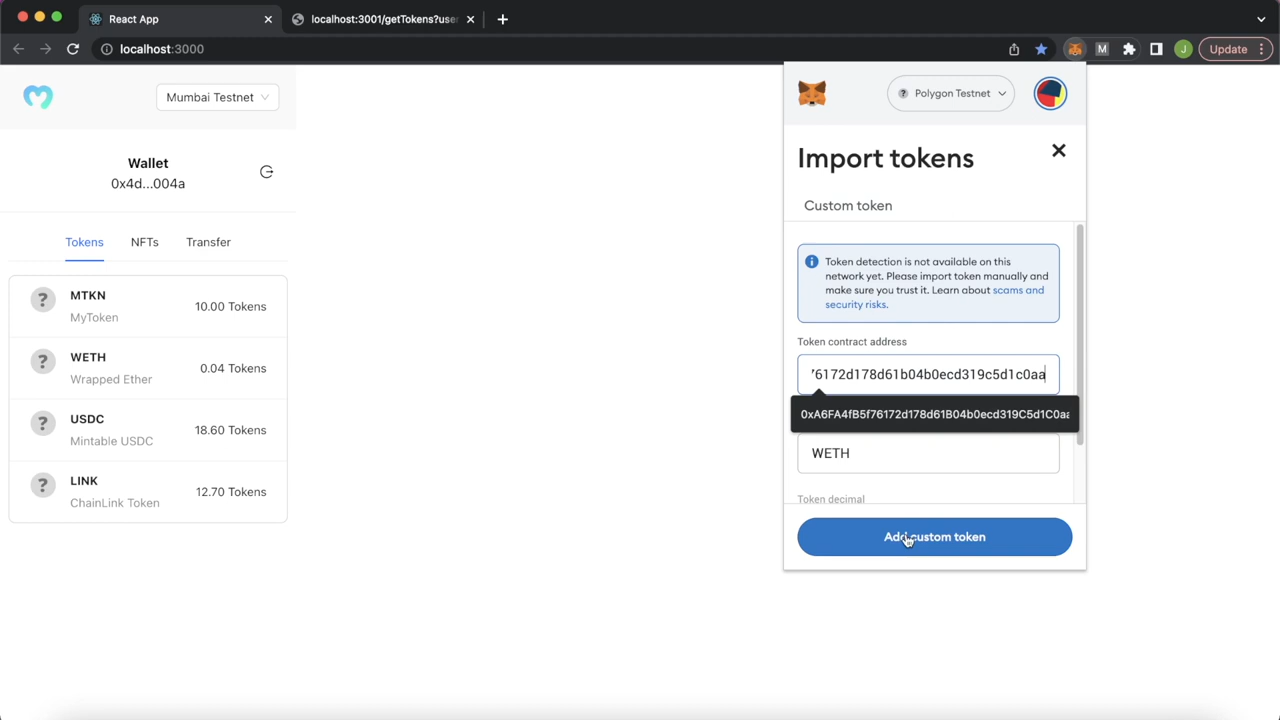 React App
localhost:3001/getTokens?use
localhost:3000
M
J
Update
Mumbai Testnet
Wallet
0x4d...004a
Tokens NFTs Transfer
MTKN
MyToken
10.00 Tokens
WETH
Wrapped Ether
0.04 Tokens
USDC
Mintable USDC
18.60 Tokens
LINK
ChainLink Token
12.70 Tokens
? Polygon Testnet
Import tokens
Custom token
Token detection is not available on this
network yet. Please import token manually and
make sure you trust it. Learn about scams and
security risks.
Token contract address
76172d178d61b04b0ecd319c5d1c0aa
0xA6FA4fB5f76172d178d61B04b0ecd319C5d1C0aa
WETH
Token decimal
Add custom token